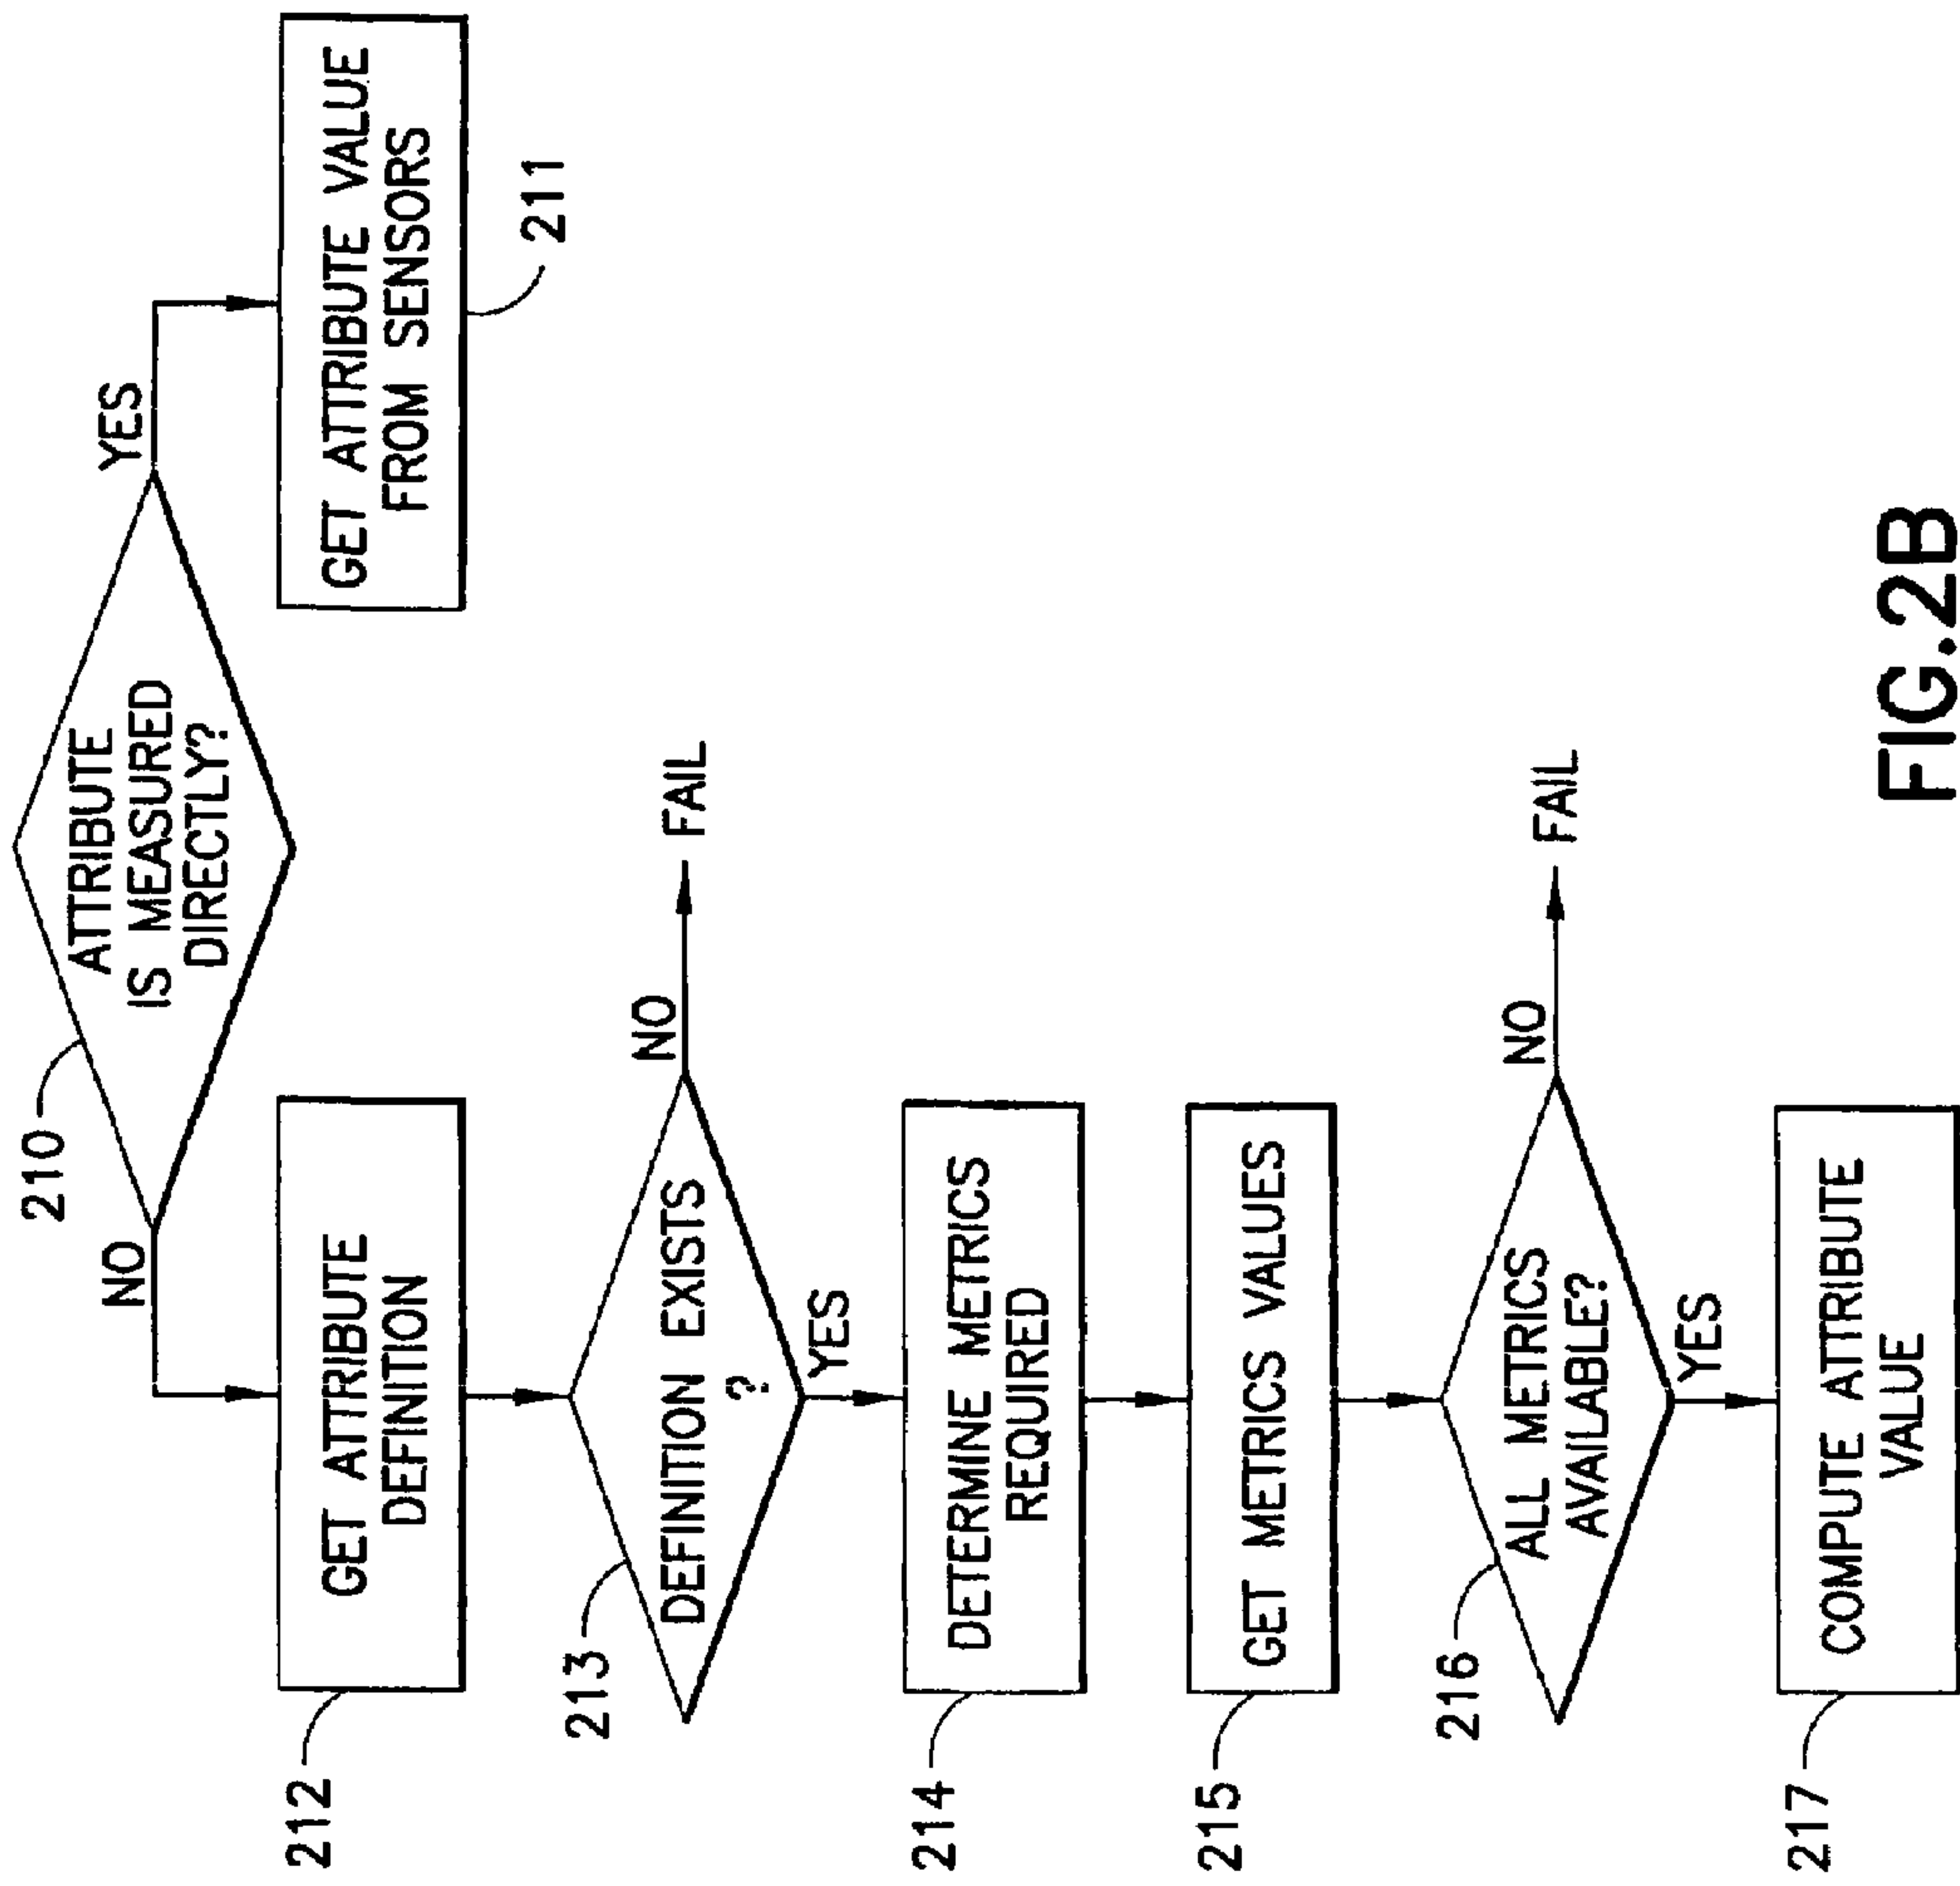 210
ATTRIBUTE
IS MEASURED
DIRECTLY?
NO
YES
212
GET ATTRIBUTE
DEFINITION
GET ATTRIBUTE VALUE
FROM SENSORS
211
213
DEFINITION EXISTS
?
NO
FAIL
YES
214
DETERMINE METRICS
REQUIRED
215
GET METRICS VALUES
216
ALL METRICS
AVAILABLE?
NO
FAIL
YES
217
COMPUTE ATTRIBUTE
VALUE
FIG.2B